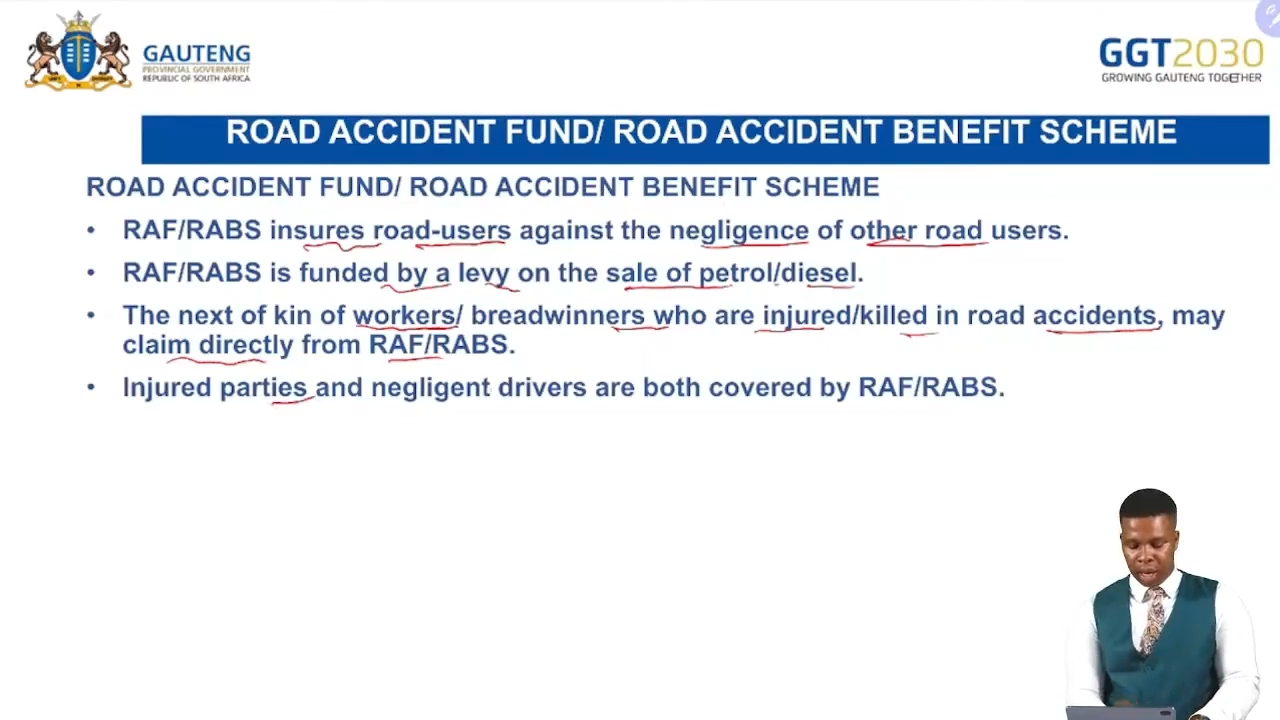 GAUTENG
PROVINCIAL GOVERNMENT
REPUBLIC OF SOUTH AFRICA
GGT2030
GROWING GAUTENG TOGETHER
ROAD ACCIDENT FUND/ ROAD ACCIDENT BENEFIT SCHEME
ROAD ACCIDENT FUND/ ROAD ACCIDENT BENEFIT SCHEME
• RAF/RABS insures road-users against the negligence of other road users.
• RAF/RABS is funded by a levy on the sale of petrol/diesel.
• The next of kin of workers/ breadwinners who are injured/killed in road accidents, may
claim directly from RAF/RABS.
• Injured parties and negligent drivers are both covered by RAF/RABS.